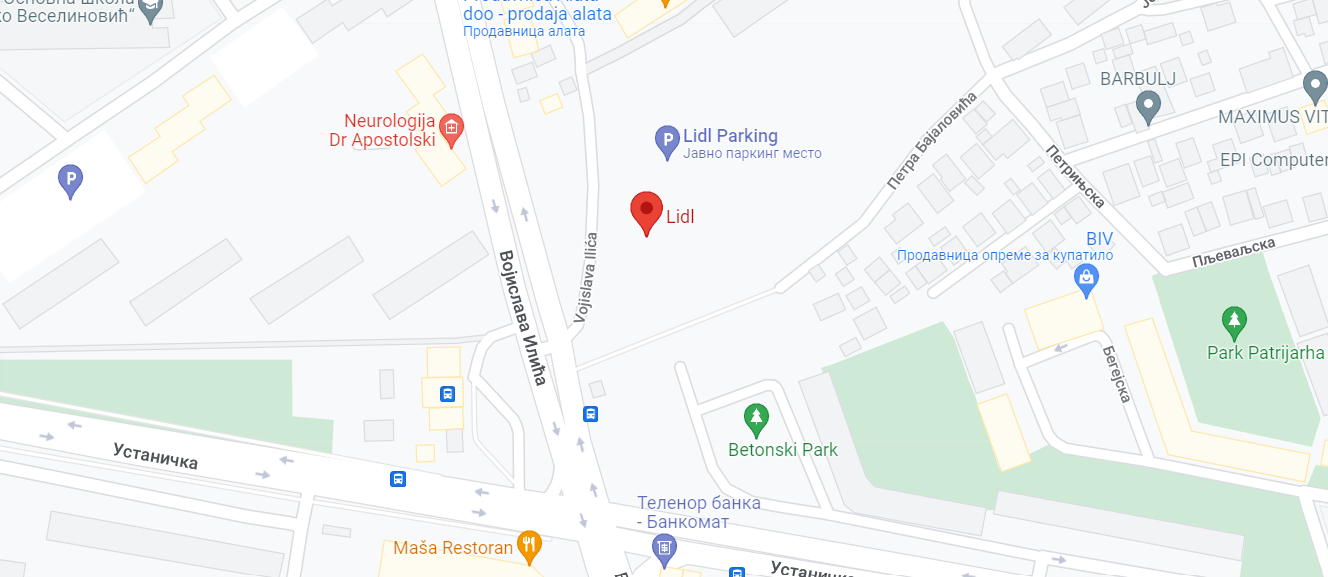 Основна школа
ко Веселиновић“
doo - prodaja alata
Продавница алата
Neurologija
Dr Apostolski
P
P
Lidl Parking
Јавно паркинг место
Lidl
BARBULJ
MAXIMUS VIT
EPI Computer
Петра Бајаловића
Петрињска
Пљеваљска
BIV
Продавница опреме за купатило
Vojislava Ilića
Војислава Илића
Park Patrijarha
Бегејска
Betonski Park
Устаничка
Теленор банка
- Банкомат
Maša Restoran
Устаничка